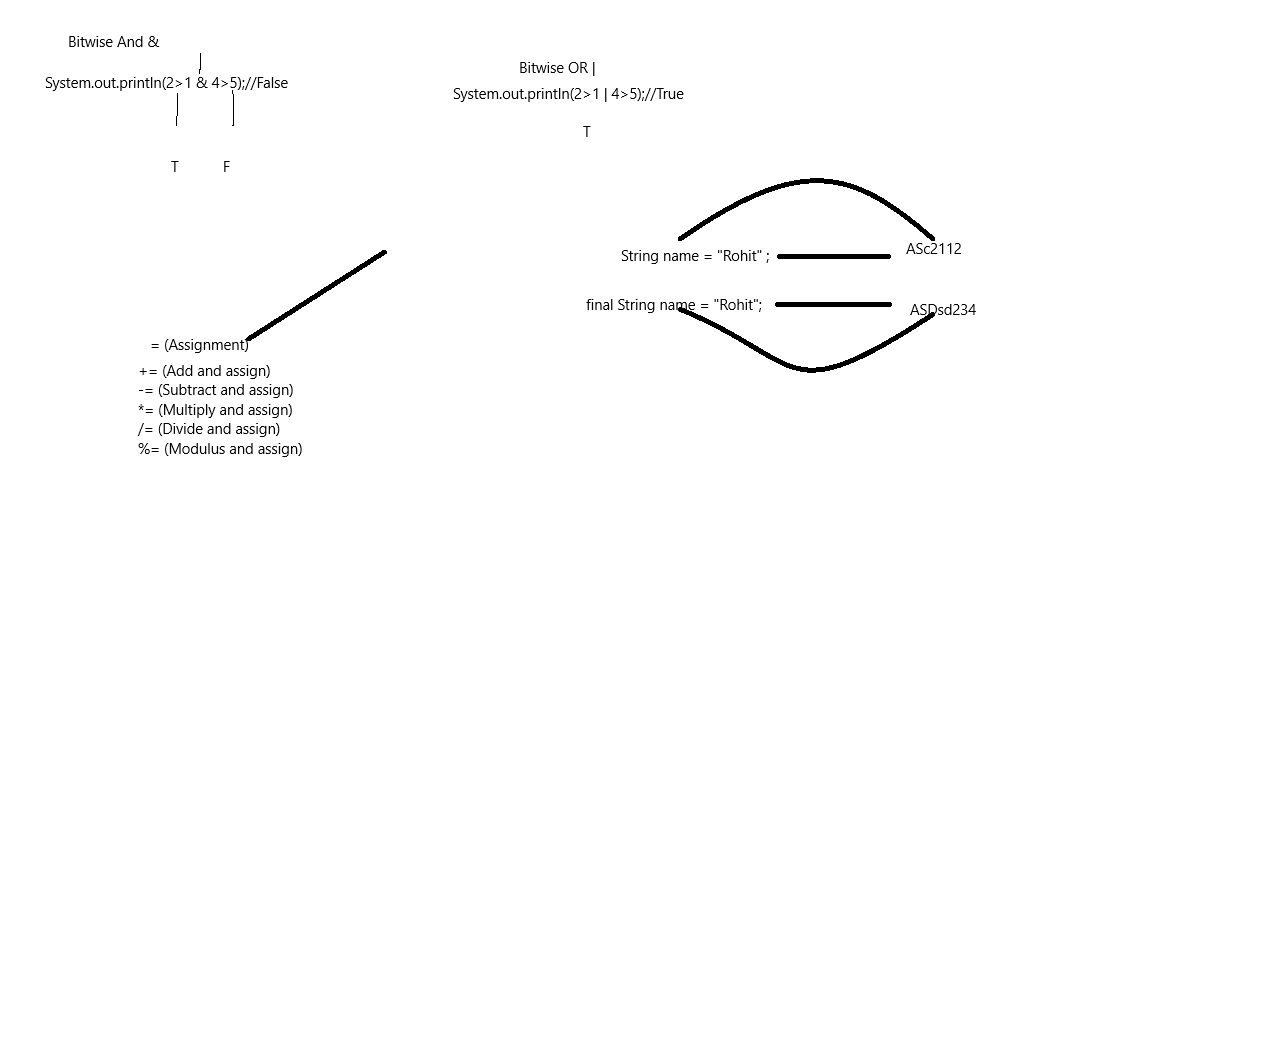 Bitwise And &
System.out.println(2>1 & 4>5);//False
T F
Bitwise OR |
System.out.println(2>1 | 4>5);//True
T
String name = "Rohit" ; ASc2112
final String name = "Rohit"; ASDsd234
= (Assignment)
+= (Add and assign)
-= (Subtract and assign)
*= (Multiply and assign)
/= (Divide and assign)
%= (Modulus and assign)